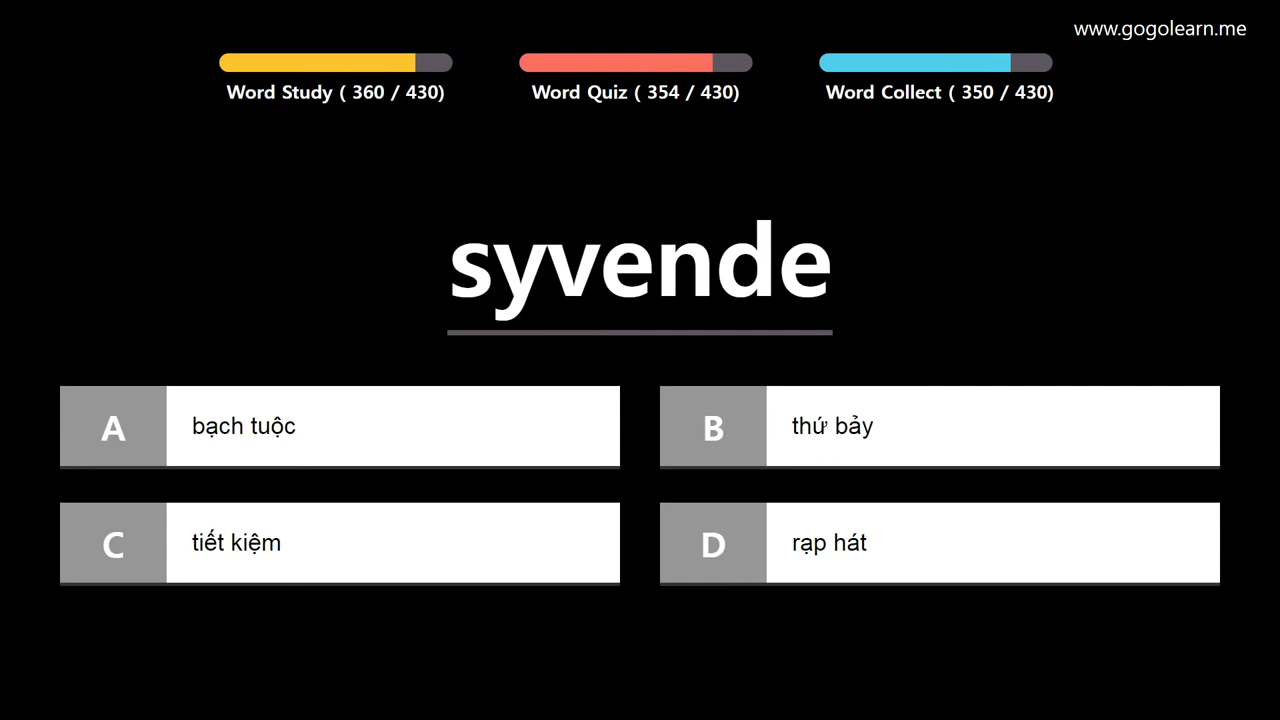 www.gogolearn.me
Word Study ( 360 / 430)
Word Quiz ( 354 / 430)
Word Collect ( 350 / 430)
syvende
A bạch tuộc
B thứ bảy
C tiết kiệm
D rạp hát